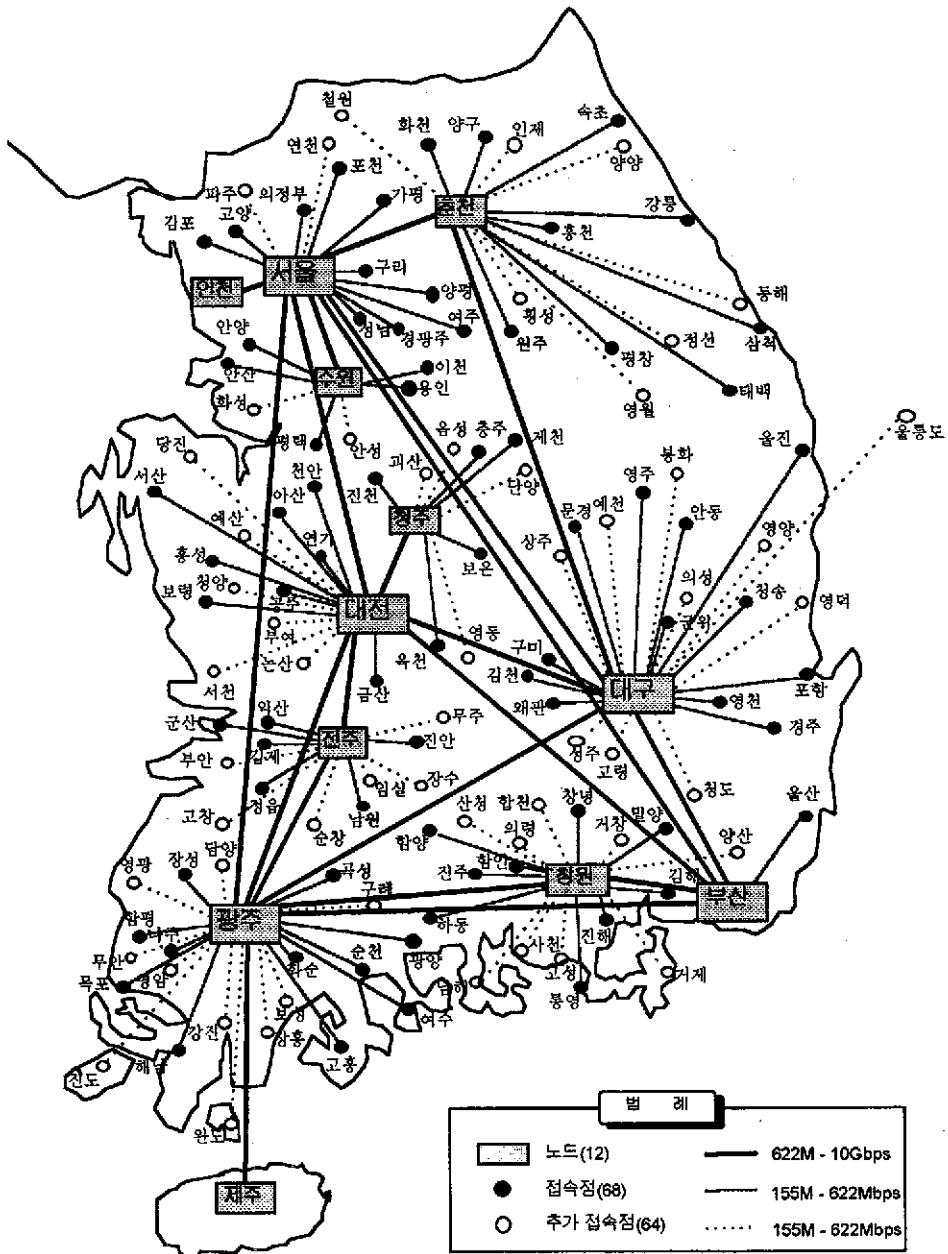 철원
속초
화천
양구
인재
연천
양양
포천
파주
의정부
가평
강릉
고양
김포
춘천
홍천
서울
구리
인천
양평
동해
횡성
여주
성남
경광주
원주
정선
삼척
안양
평창
이천
안산
수원
용인
태백
화성
영월
울릉도
평택
안성
음성
충주
제천
울진
당진
봉화
천안
괴산
서산
진천
단양
영주
아산
예천
청주
문경
안동
예산
연기
상주
영양
홍성
보은
의성
청양
공주
청송
영덕
보령
대전
군위
부여
영동
구미
논산
옥천
대구
김천
서천
금산
포항
왜관
영천
익산
무주
경주
군산
전주
진안
성주
부안
김제
고령
임실
장수
청도
정읍
창녕
울산
고창
남원
산청
합천
밀양
순창
의령
거창
함양
양산
담양
장성
함안
영광
곡성
진주
창원
김해
구례
부산
함평
광주
나주
하동
사천
진해
무안
순천
광양
화순
고성
거제
영암
남해
목포
통영
보성
여수
강진
장흥
해남
고흥
진도
완도
제주
범 례
노드(12)
622M - 10Gbps
접속점(68)
155M - 622Mbps
추가 접속점(64)
155M - 622Mbps